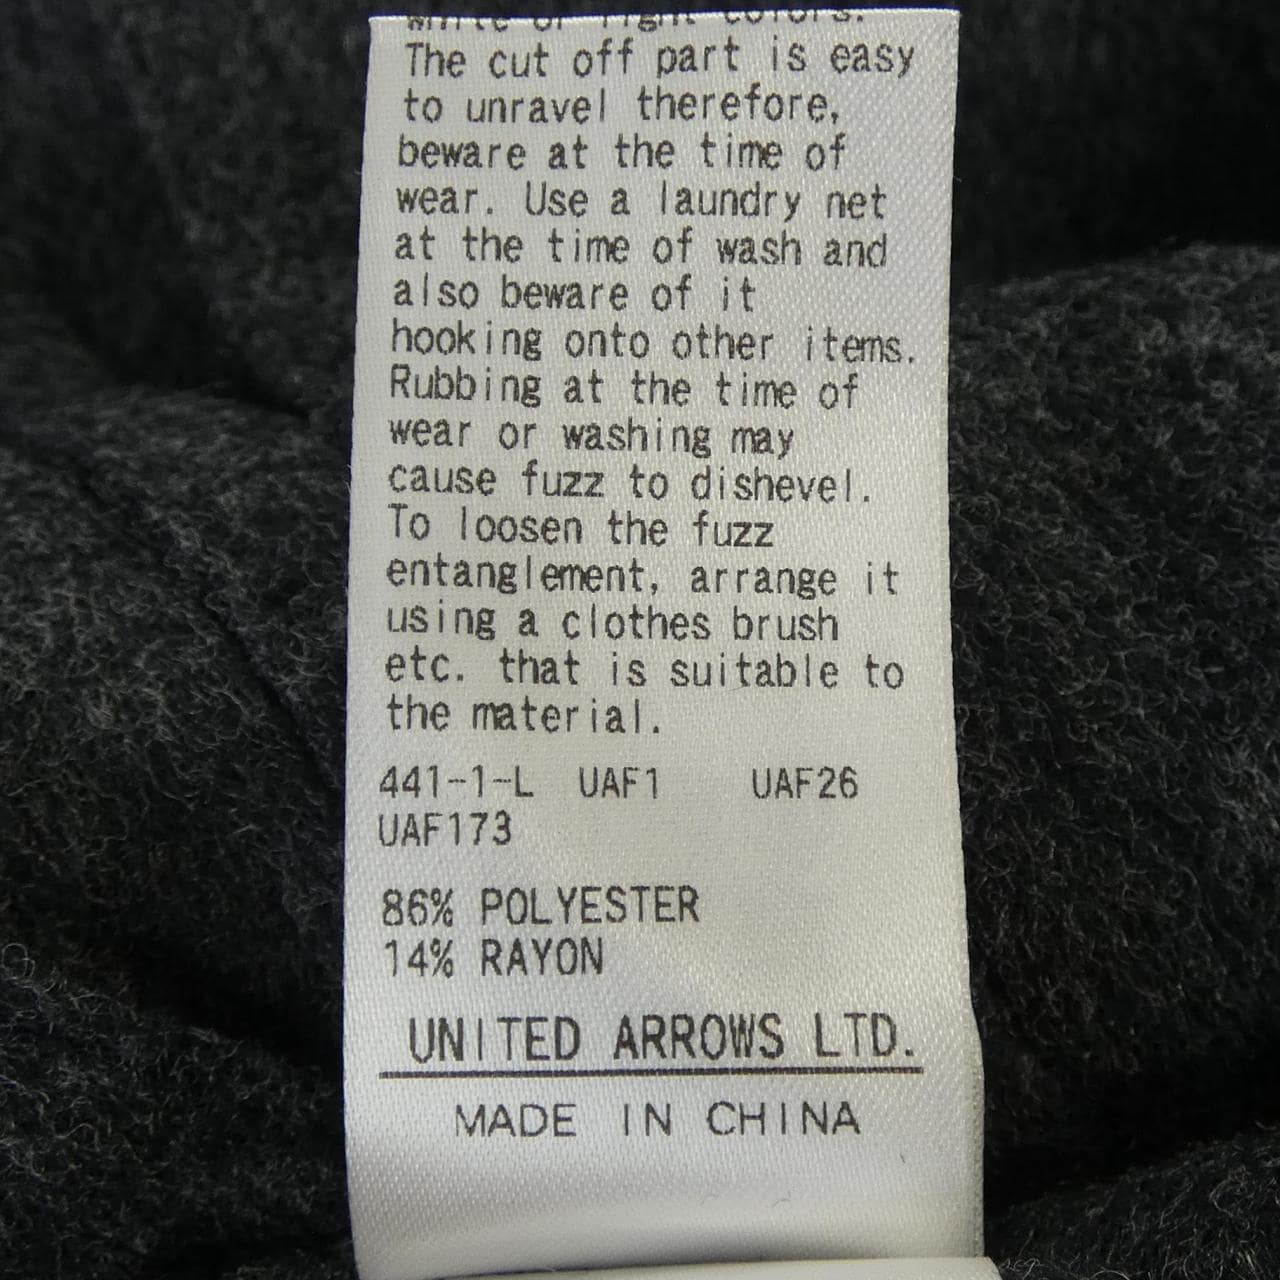 white or light colors.
The cut off part is easy
to unravel therefore,
beware at the time of
wear. Use a laundry net
at the time of wash and
also beware of it
hooking onto other items.
Rubbing at the time of
wear or washing may
cause fuzz to dishevel.
To loosen the fuzz
entanglement, arrange it
using a clothes brush
etc. that is suitable to
the material.
441-1-L UAF1 UAF26
UAF173
86% POLYESTER
14% RAYON
UNITED ARROWS LTD.
MADE IN CHINA